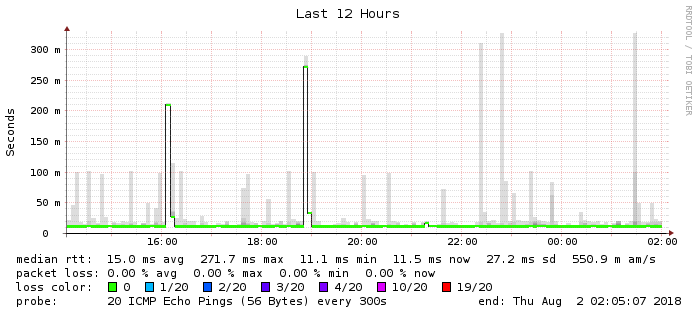 Last 12 Hours
RRDTOOL / TOBI OETIKER
Seconds
300 m
250 m
200 m
150 m
100 m
50 m
0
16:00 18:00 20:00 22:00 00:00 02:00
median rtt: 15.0 ms avg 271.7 ms max 11.1 ms min 11.5 ms now 27.2 ms sd 550.9 m am/s
packet loss: 0.00 % avg 0.00 % max 0.00 % min 0.00 % now
loss color: 0 1/20 2/20 3/20 4/20 10/20 19/20
probe: 20 ICMP Echo Pings (56 Bytes) every 300s end: Thu Aug 2 02:05:07 2018